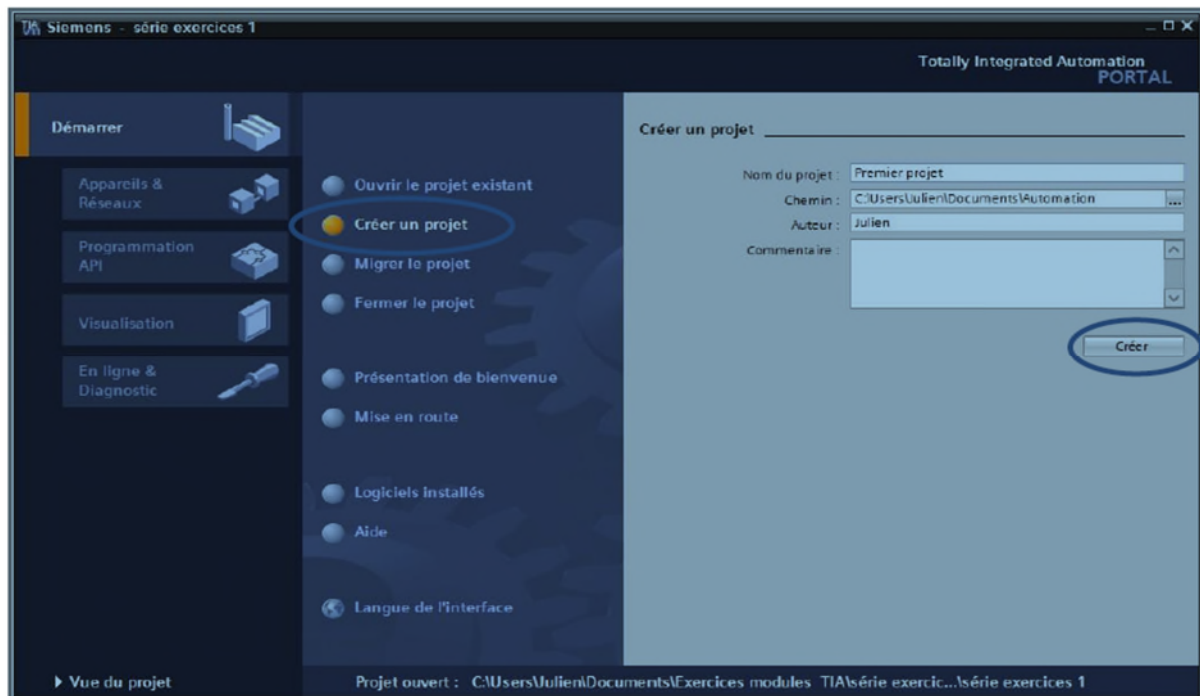 Siemens - série exercices 1
Totally Integrated Automation
PORTAL
Démarrer
Appareils &
Réseaux
Programmation
API
Visualisation
En ligne &
Diagnostic
Ouvrir le projet existant
Créer un projet
Migrer le projet
Fermer le projet
Présentation de bienvenue
Mise en route
Logiciels installés
Aide
Langue de l'interface
Créer un projet
Nom du projet : Premier projet
Chemin : C:\Users\Julien\Documents\Automation ...
Auteur : Julien
Commentaire :
Créer
Vue du projet
Projet ouvert : C:\Users\Julien\Documents\Exercices modules TIA\série exercic...\série exercices 1